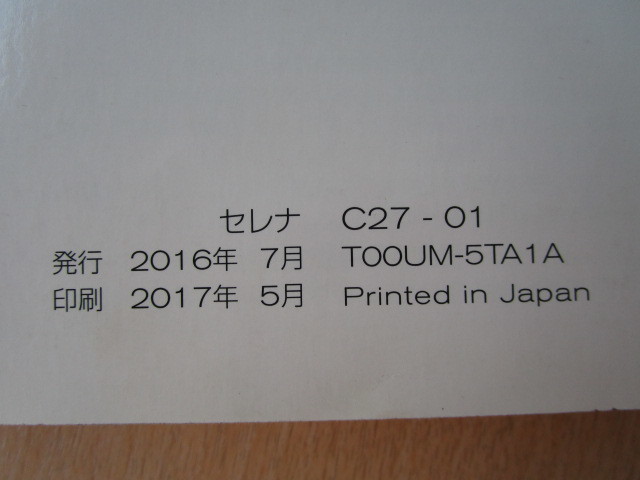 セレナ C27 - 01
発行 2016年 7月 T00UM-5TA1A
印刷 2017年 5月 Printed in Japan